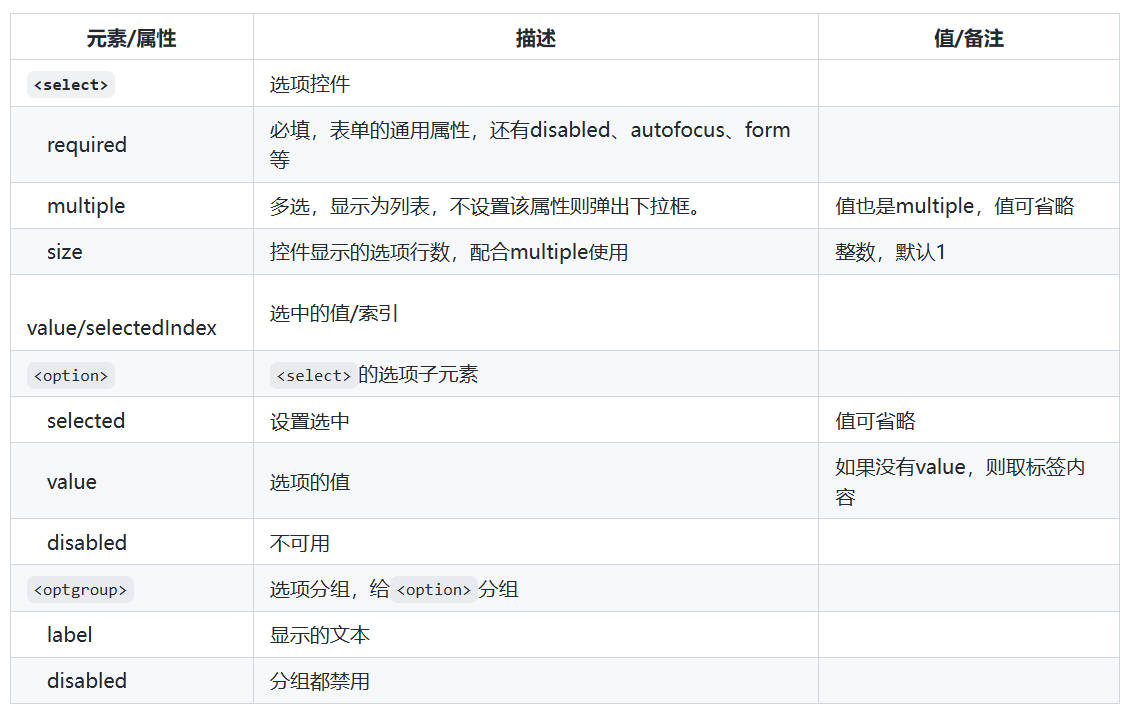 元素/属性 描述 值/备注
<select> 选项控件
required 必填，表单的通用属性，还有disabled、autofocus、form
等
multiple 多选，显示为列表，不设置该属性则弹出下拉框。 值也是multiple，值可省略
size 控件显示的选项行数，配合multiple使用 整数，默认1
value/selectedIndex 选中的值/索引
<option> <select>的选项子元素
selected 设置选中 值可省略
value 选项的值 如果没有value，则取标签内
容
disabled 不可用
<optgroup> 选项分组，给<option>分组
label 显示的文本
disabled 分组都禁用